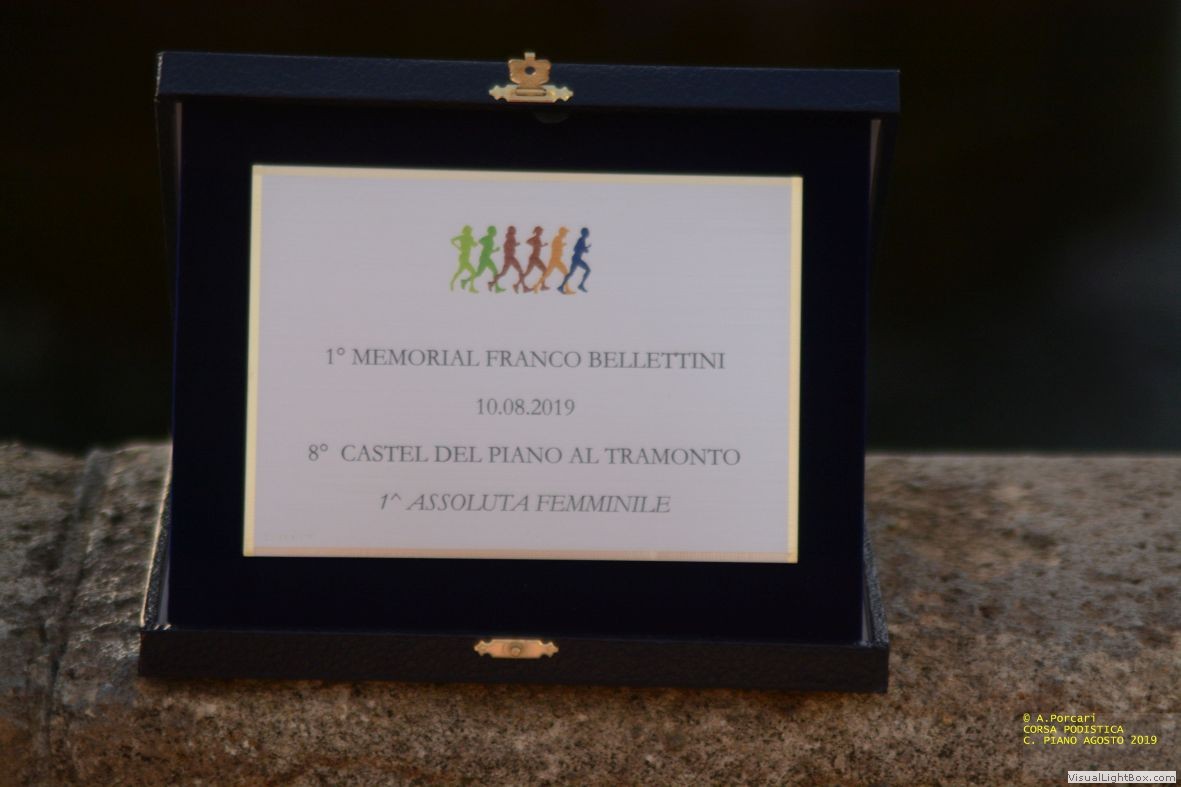 1° MEMORIAL FRANCO BELLETTINI
10.08.2019
8° CASTEL DEL PIANO AL TRAMONTO
1^ ASSOLUTA FEMMINILE
© A.Porcari
CORSA PODISTICA
C. PIANO AGOSTO 2019
VisualLightBox.com